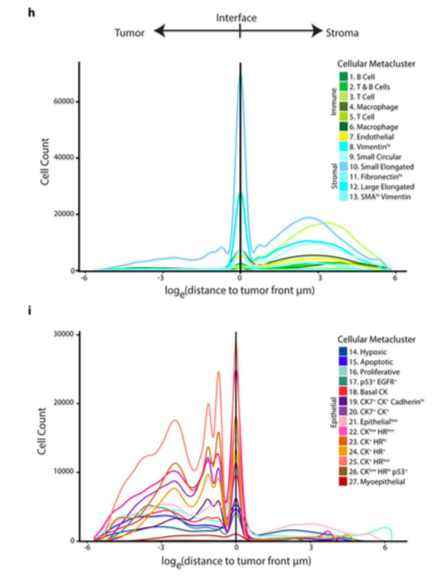 h
Interface
Tumor
Stroma
Cellular Metacluster
Immune
1. B Cell
2. T & B Cells
3. T Cell
4. Macrophage
5. T Cell
6. Macrophage
7. Endothelial
Stromal
8. Vimentinʰⁱ
9. Small Circular
10. Small Elongated
11. Fibronectinʰⁱ
12. Large Elongated
13. SMAʰⁱ Vimentin
Cell Count
60000
40000
20000
0
-6 -3 0 3 6
logₑ(distance to tumor front µm)
i
Cellular Metacluster
Epithelial
14. Hypoxic
15. Apoptotic
16. Proliferative
17. p53⁺ EGFR⁺
18. Basal CK
19. CK7⁺ CK⁺ Cadherinʰⁱ
20. CK7⁺ CK⁺
21. Epithelialˡᵒʷ
22. CKˡᵒʷ HRˡᵒʷ
23. CK⁺ HRʰⁱ
24. CK⁺ HR⁺
25. CK⁺ HRˡᵒʷ
26. CKˡᵒʷ HRʰⁱ p53⁺
27. Myoepithelial
Cell Count
30000
20000
10000
0
-6 -3 0 3 6
logₑ(distance to tumor front µm)